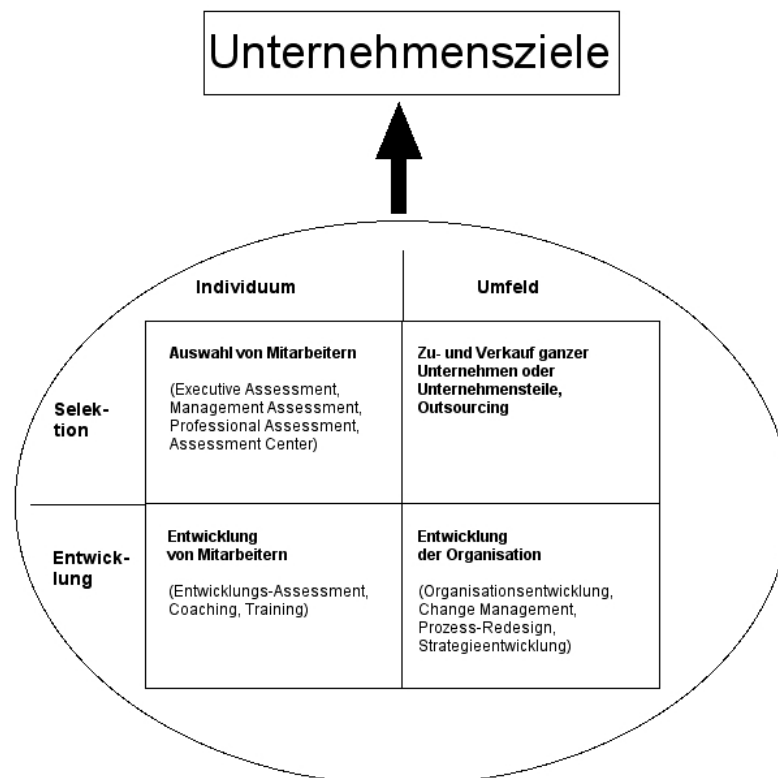 Unternehmensziele
Individuum
Umfeld
Selek-
tion
Auswahl von Mitarbeitern
(Executive Assessment,
Management Assessment,
Professional Assessment,
Assessment Center)
Zu- und Verkauf ganzer
Unternehmen oder
Unternehmensteile,
Outsourcing
Entwick-
lung
Entwicklung
von Mitarbeitern
(Entwicklungs-Assessment,
Coaching, Training)
Entwicklung
der Organisation
(Organisationsentwicklung,
Change Management,
Prozess-Redesign,
Strategieentwicklung)